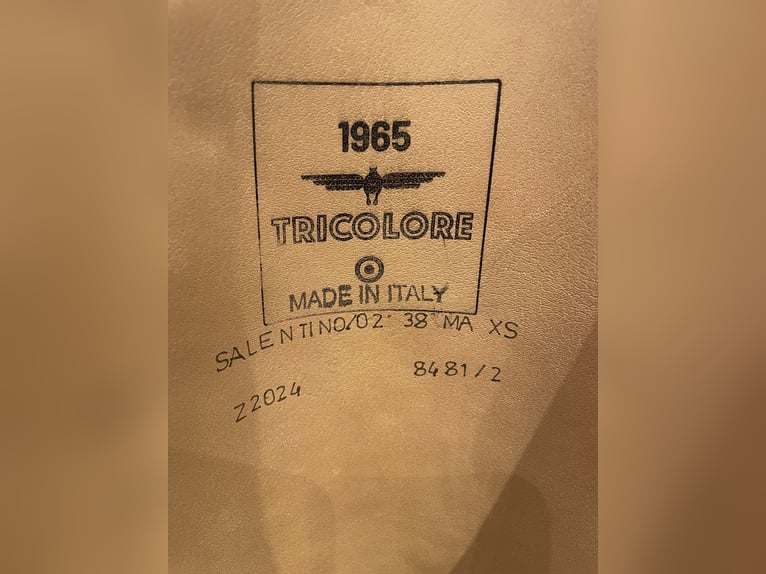 1965
TRICOLORE
MADE IN ITALY
SALENTINO/02 38 MA XS
8481/2
Z2024